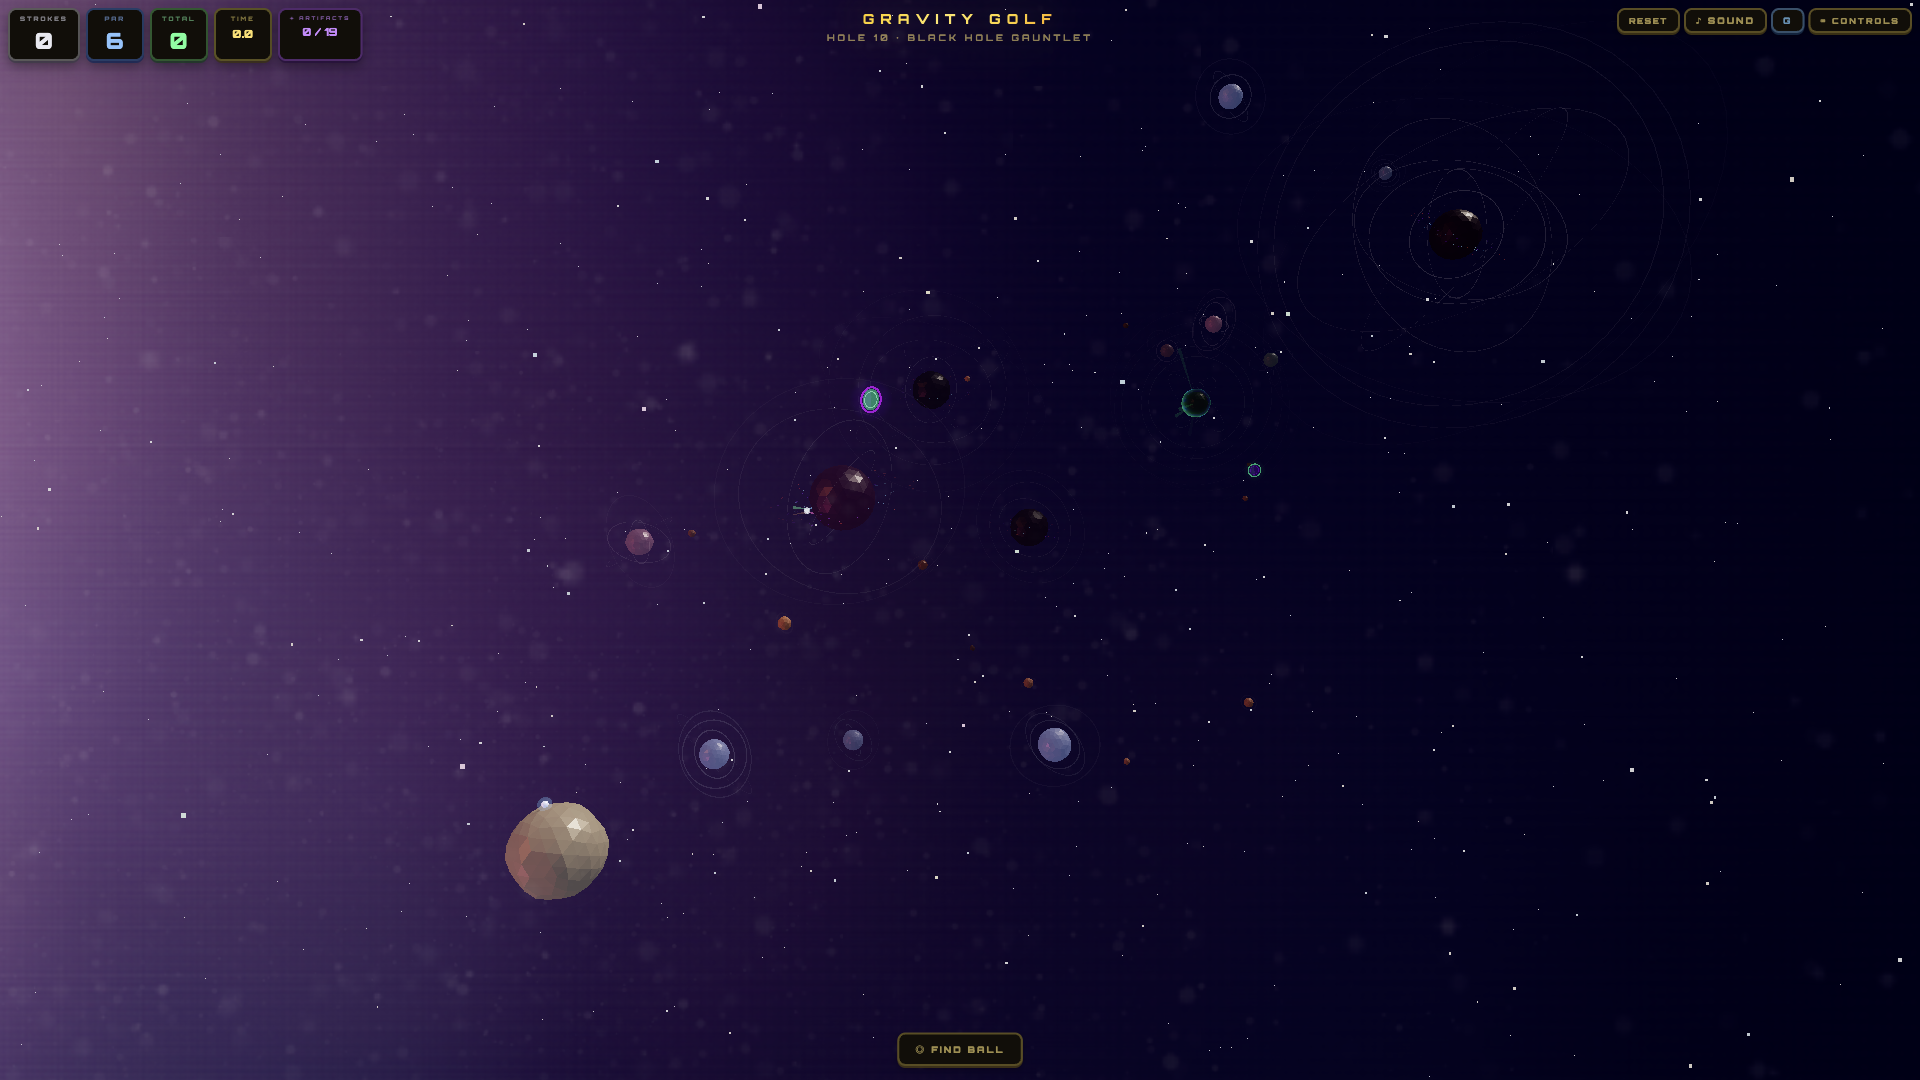 STROKES
0
PAR
6
TOTAL
0
TIME
0.0
ARTIFACTS
0 / 19
GRAVITY GOLF
HOLE 10 · BLACK HOLE GAUNTLET
RESET
♪ SOUND
G
CONTROLS
FIND BALL